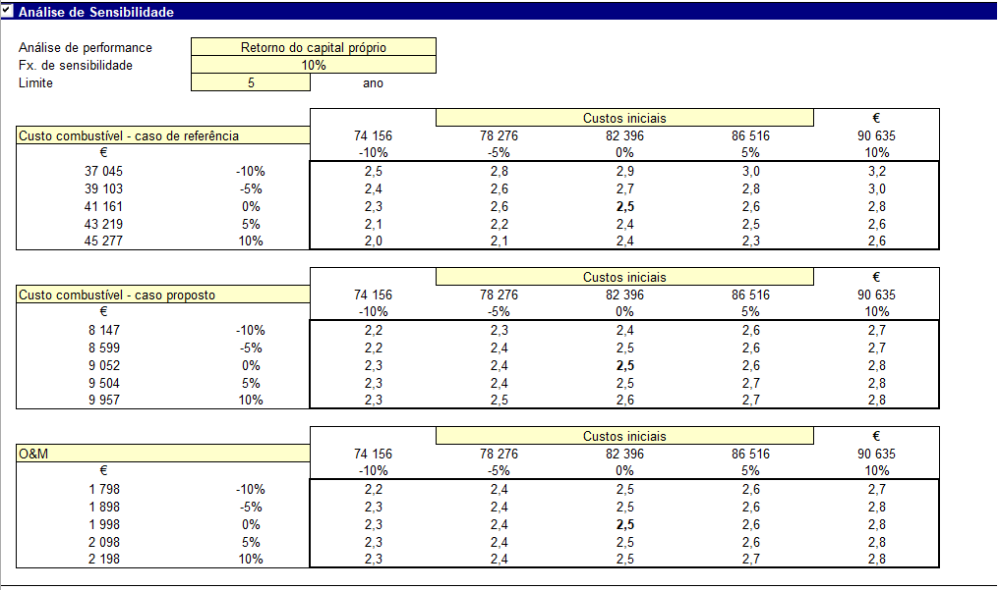 Análise de Sensibilidade
Análise de performance Retorno do capital próprio
Fx. de sensibilidade 10%
Limite 5 ano
Custos iniciais €
Custo combustível - caso de referência 74 156 78 276 82 396 86 516 90 635
€ -10% -5% 0% 5% 10%
37 045 -10% 2,5 2,8 2,9 3,0 3,2
39 103 -5% 2,4 2,6 2,7 2,8 3,0
41 161 0% 2,3 2,6 2,5 2,6 2,8
43 219 5% 2,1 2,2 2,4 2,5 2,6
45 277 10% 2,0 2,1 2,4 2,3 2,6
Custos iniciais €
Custo combustível - caso proposto 74 156 78 276 82 396 86 516 90 635
€ -10% -5% 0% 5% 10%
8 147 -10% 2,2 2,3 2,4 2,6 2,7
8 599 -5% 2,2 2,4 2,5 2,6 2,7
9 052 0% 2,3 2,4 2,5 2,6 2,8
9 504 5% 2,3 2,4 2,5 2,7 2,8
9 957 10% 2,3 2,5 2,6 2,7 2,8
Custos iniciais €
O&M 74 156 78 276 82 396 86 516 90 635
€ -10% -5% 0% 5% 10%
1 798 -10% 2,2 2,4 2,5 2,6 2,7
1 898 -5% 2,3 2,4 2,5 2,6 2,8
1 998 0% 2,3 2,4 2,5 2,6 2,8
2 098 5% 2,3 2,4 2,5 2,6 2,8
2 198 10% 2,3 2,4 2,5 2,7 2,8